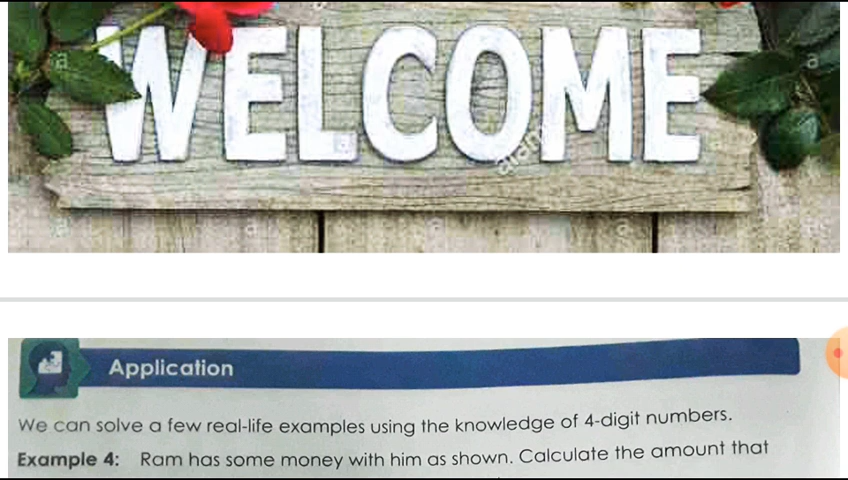 WELCOME
Application
We can solve a few real-life examples using the knowledge of 4-digit numbers.
Example 4: Ram has some money with him as shown. Calculate the amount that